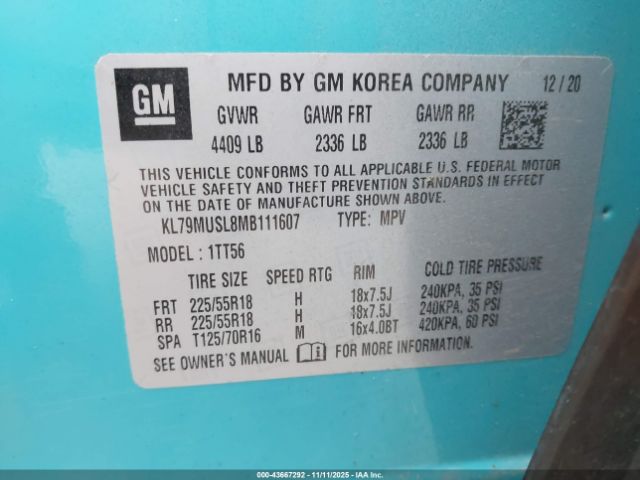 GM
MFD BY GM KOREA COMPANY 12/20
GVWR GAWR FRT GAWR RR
4409 LB 2336 LB 2336 LB
THIS VEHICLE CONFORMS TO ALL APPLICABLE U.S. FEDERAL MOTOR
VEHICLE SAFETY AND THEFT PREVENTION STANDARDS IN EFFECT
ON THE DATE OF MANUFACTURE SHOWN ABOVE.
KL79MUSL8MB111607 TYPE: MPV
MODEL: 1TT56
TIRE SIZE SPEED RTG RIM COLD TIRE PRESSURE
FRT 225/55R18 H 18x7.5J 240KPA, 35 PSI
RR 225/55R18 H 18x7.5J 240KPA, 35 PSI
SPA T125/70R16 M 16x4.0BT 420KPA, 60 PSI
SEE OWNER'S MANUAL i FOR MORE INFORMATION
000-43667292 - 11/11/2025 - IAAI.COM